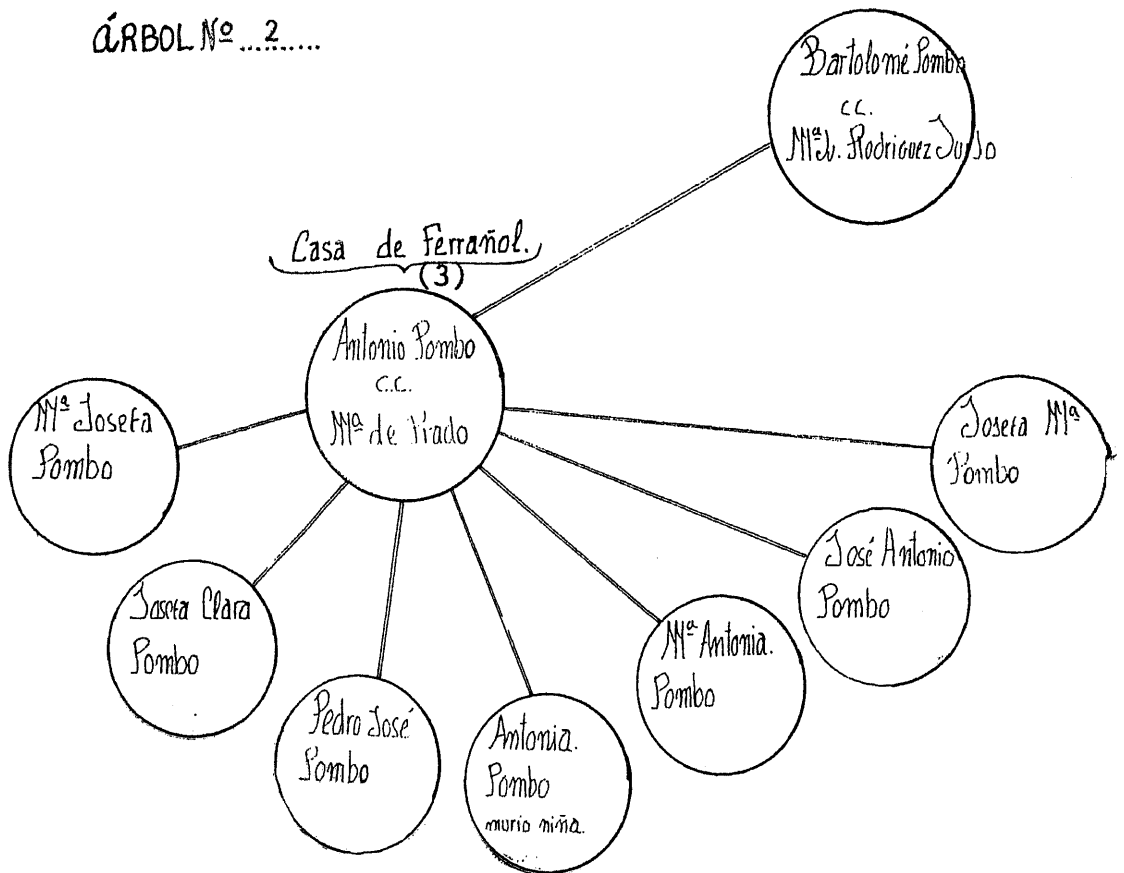 ÁRBOL Nº ...2......
Bartolomé Pombo
c.c.
Mª Rodriguez
Casa de Ferrañol.
(3)
Antonio Pombo
c.c.
Mª de Prado
Mª Josefa
Pombo
Josefa Mª
Pombo
José Antonio
Pombo
Josefa Clara
Pombo
Mª Antonia.
Pombo
Pedro José
Pombo
Antonia.
Pombo
murio niña.